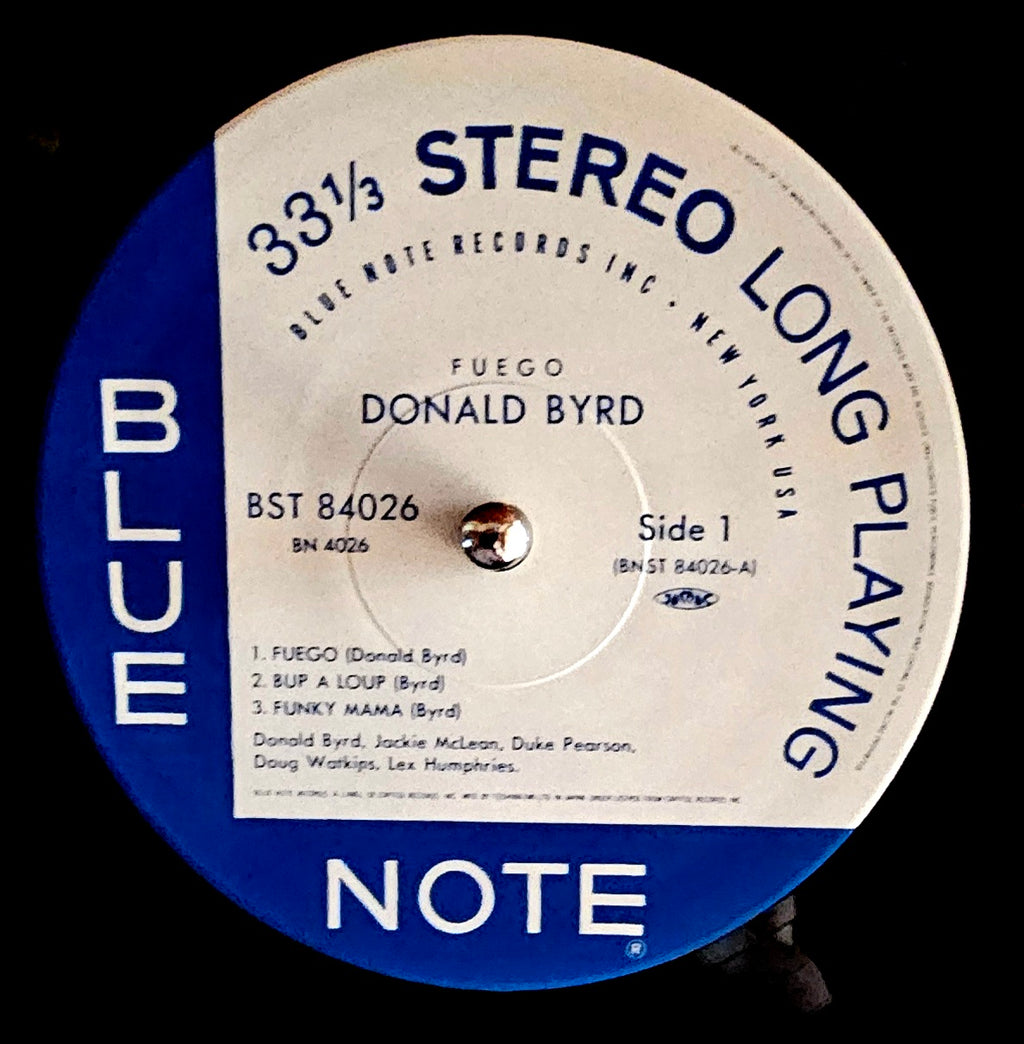 33⅓ STEREO LONG PLAYING
BLUE NOTE RECORDS INC • NEW YORK USA
FUEGO
DONALD BYRD
BST 84026
BN 4026
Side 1
(BNST 84026-A)
1. FUEGO (Donald Byrd)
2. BUP A LOUP (Byrd)
3. FUNKY MAMA (Byrd)
Donald Byrd, Jackie McLean, Duke Pearson,
Doug Watkips, Lex Humphries.
BLUE
NOTE
®